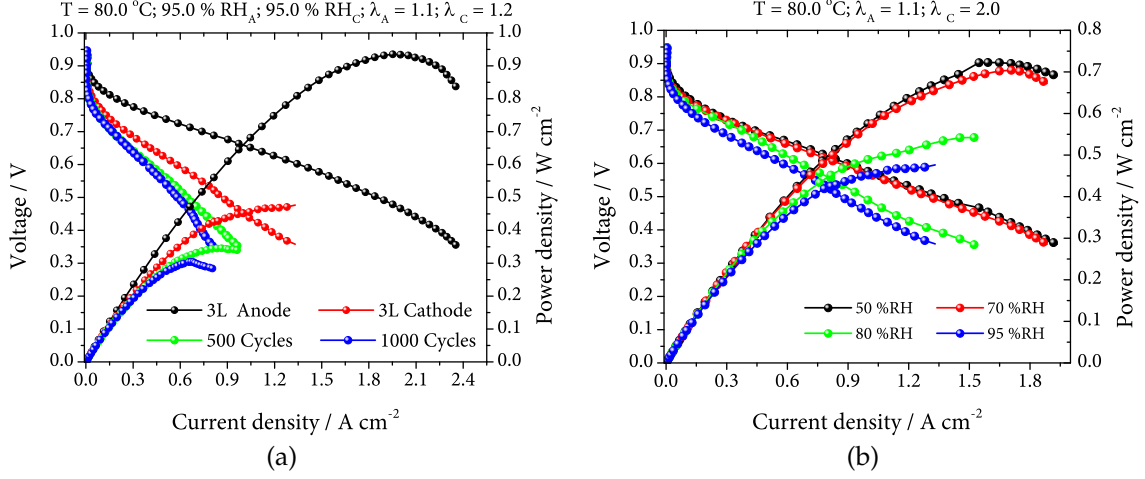 T = 80.0 °C; 95.0 % RH_A; 95.0 % RH_C; λ_A = 1.1; λ_C = 1.2
1.0
0.9
0.8
0.7
0.6
0.5
0.4
0.3
0.2
0.1
0.0
Voltage / V
3L Anode
3L Cathode
500 Cycles
1000 Cycles
1.0
0.9
0.8
0.7
0.6
0.5
0.4
0.3
0.2
0.1
0.0
Power density / W cm⁻²
0.0 0.3 0.6 0.9 1.2 1.5 1.8 2.1 2.4
Current density / A cm⁻²
(a)
T = 80.0 °C; λ_A = 1.1; λ_C = 2.0
1.0
0.9
0.8
0.7
0.6
0.5
0.4
0.3
0.2
0.1
0.0
Voltage / V
50 %RH
70 %RH
80 %RH
95 %RH
0.8
0.7
0.6
0.5
0.4
0.3
0.2
0.1
0.0
Power density / W cm⁻²
0.0 0.3 0.6 0.9 1.2 1.5 1.8
Current density / A cm⁻²
(b)